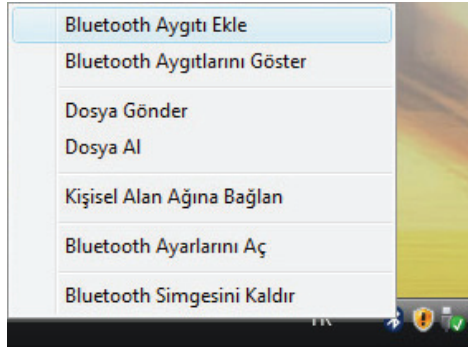 Bluetooth Aygıtı Ekle
Bluetooth Aygıtlarını Göster
Dosya Gönder
Dosya Al
Kişisel Alan Ağına Bağlan
Bluetooth Ayarlarını Aç
Bluetooth Simgesini Kaldır